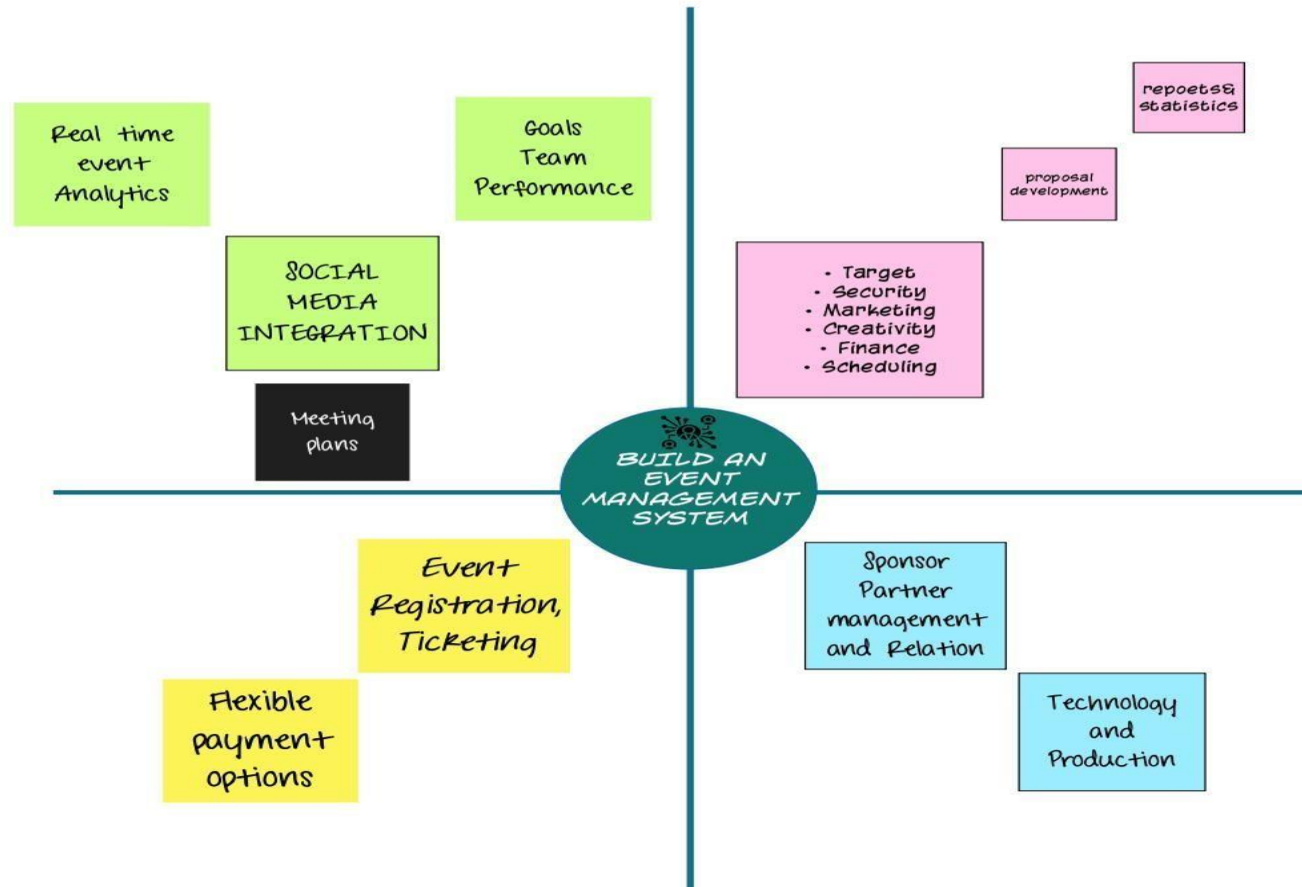 Real time
event
Analytics
Goals
Team
Performance
SOCIAL
MEDIA
INTEGRATION
Meeting
plans
repoets&
statistics
proposal
development
• Target
• Security
• Marketing
• Creativity
• Finance
• Scheduling
BUILD AN
EVENT
MANAGEMENT
SYSTEM
Event
Registration,
Ticketing
Flexible
payment
options
Sponsor
Partner
management
and Relation
Technology
and
Production